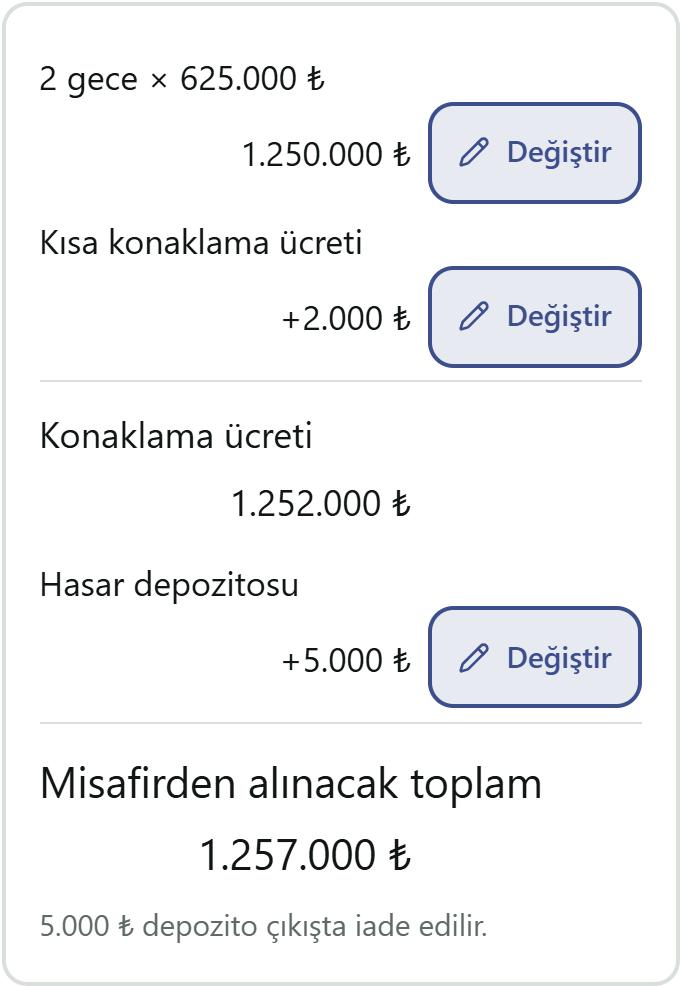 2 gece × 625.000 ₺
1.250.000 ₺ Değiştir
Kısa konaklama ücreti
+2.000 ₺ Değiştir
Konaklama ücreti
1.252.000 ₺
Hasar depozitosu
+5.000 ₺ Değiştir
Misafirden alınacak toplam
1.257.000 ₺
5.000 ₺ depozito çıkışta iade edilir.